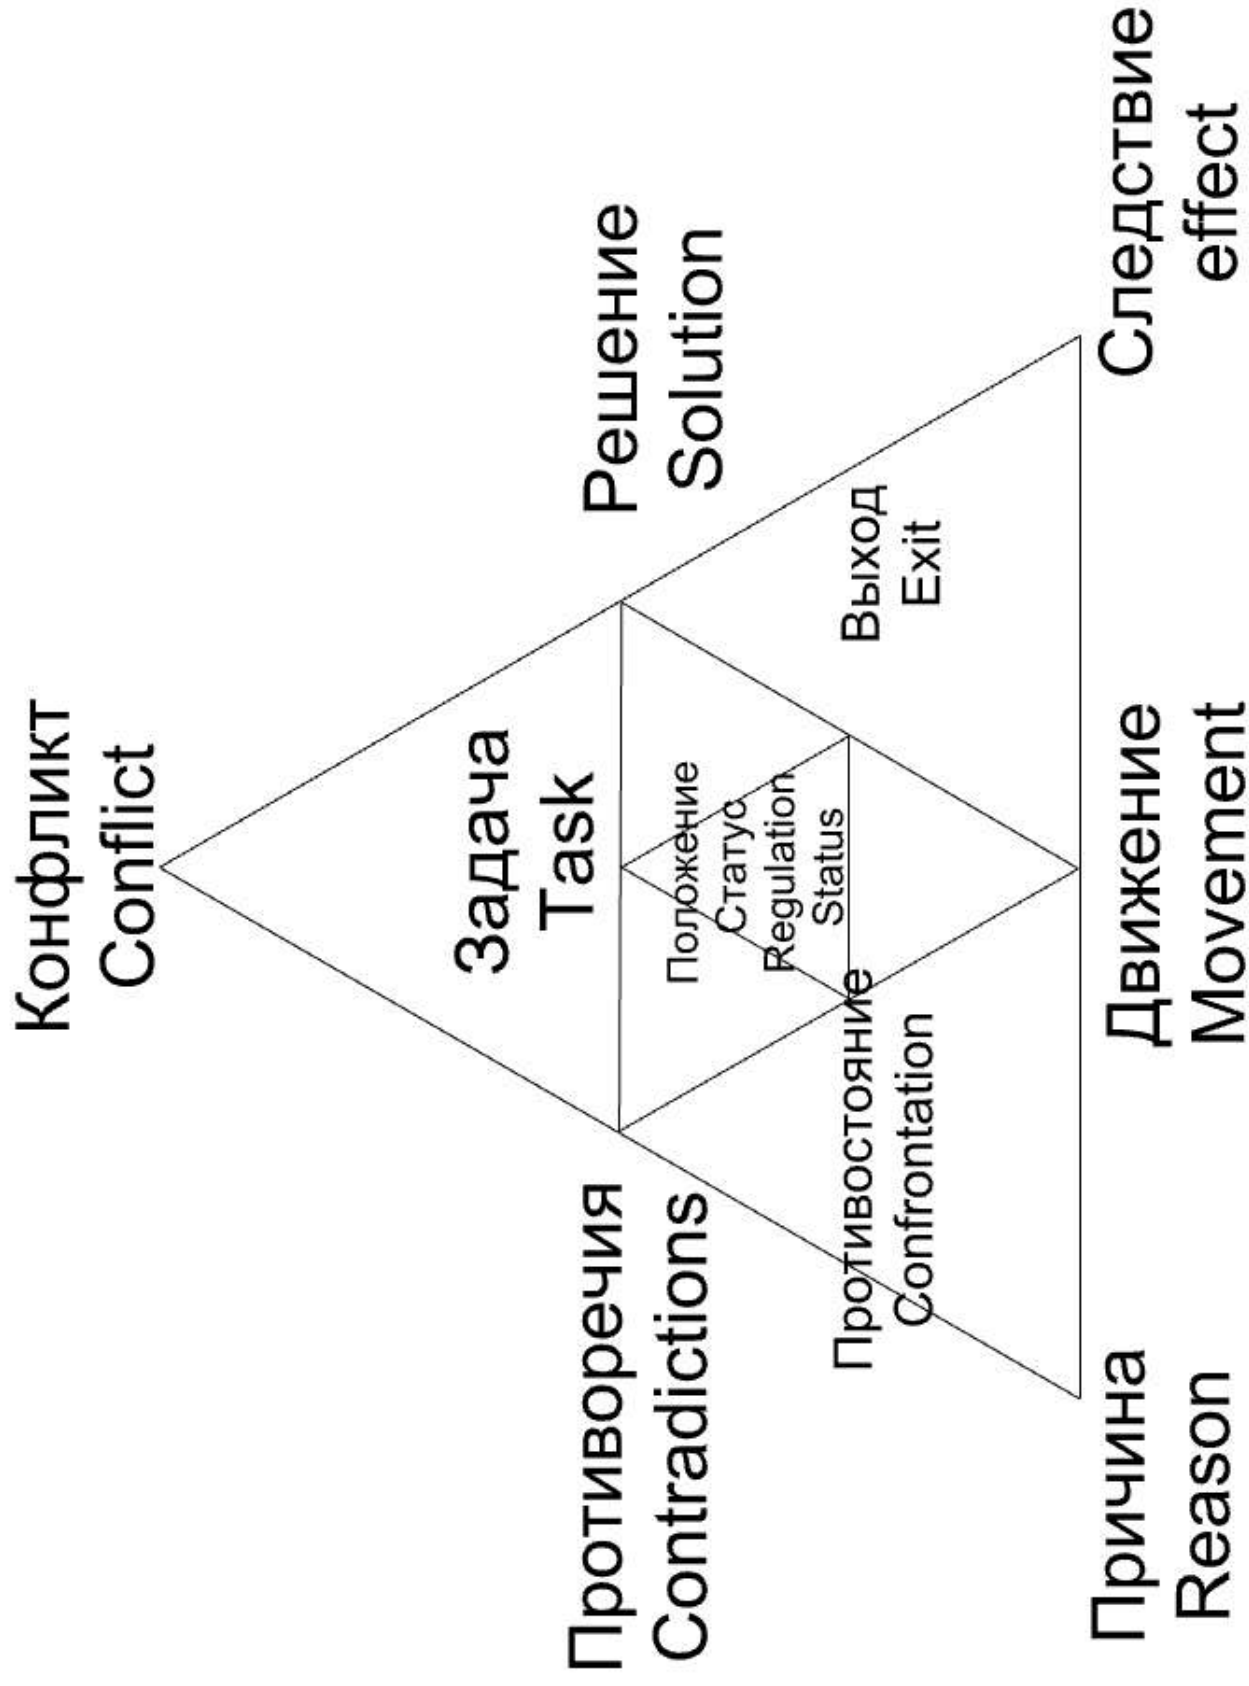 Конфликт
Conflict
Задача
Task
Противоречия
Contradictions
Решение
Solution
Положение
Статус
Regulation
Status
Противостояние
Confrontation
Выход
Exit
Причина
Reason
Движение
Movement
Следствие
effect